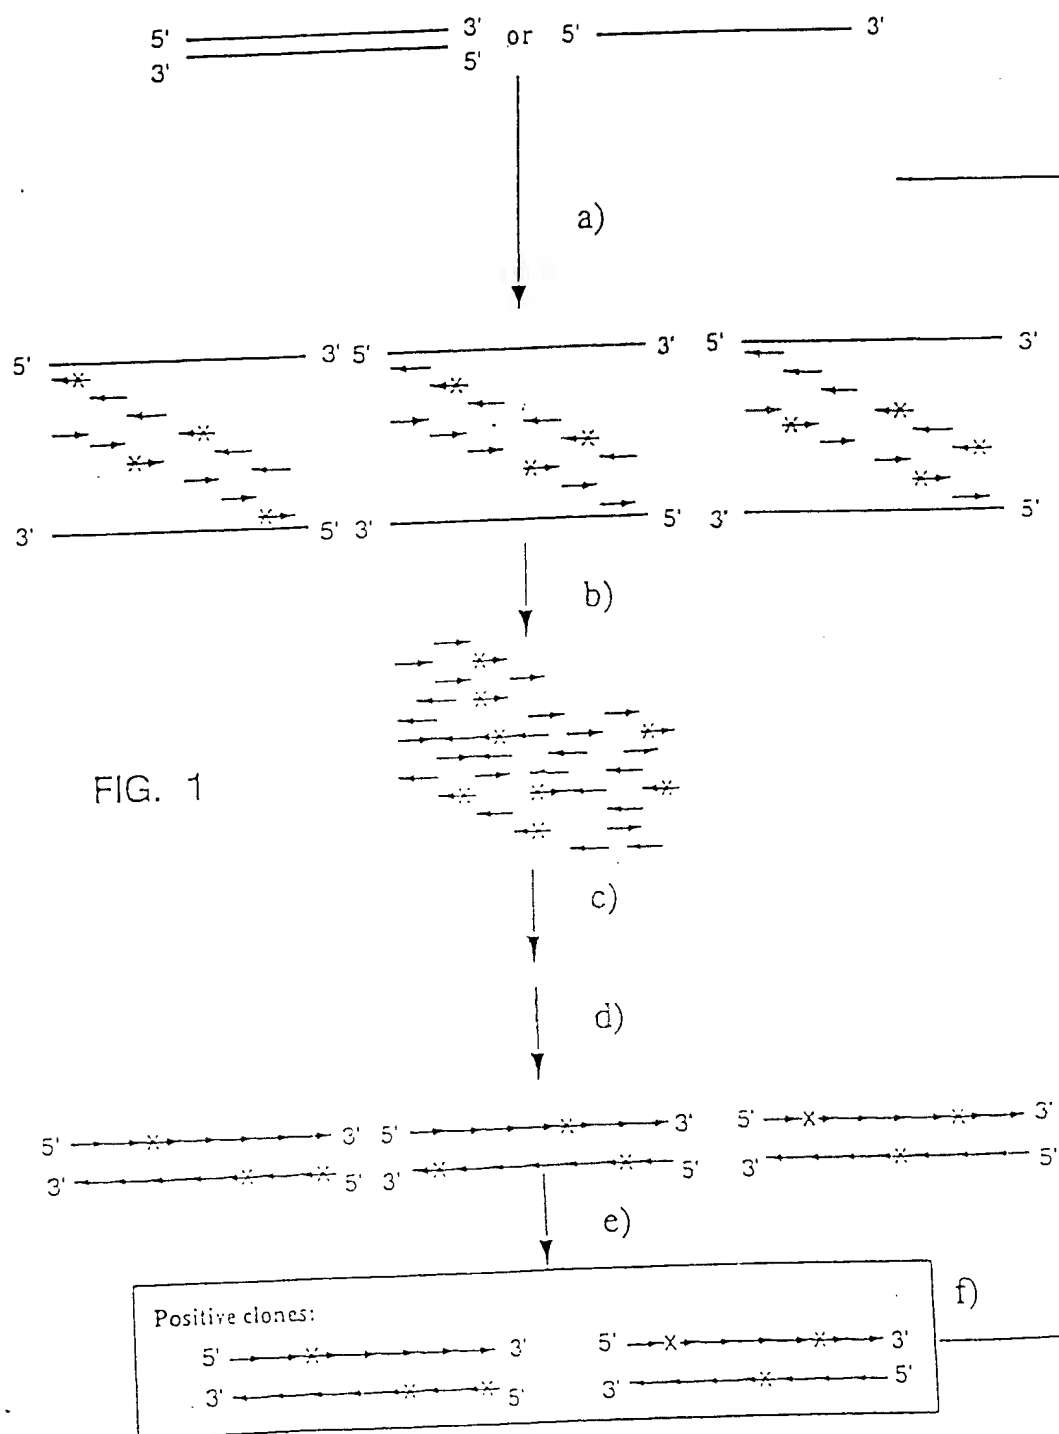 5' 3' or 5' 3'
3' 5'
a)
5' 3' 5' 3' 5' 3'
3' 5' 3' 5' 3' 5'
b)
FIG. 1
c)
d)
5' 3' 5' 3' 5' 3'
3' 5' 3' 5' 3' 5'
e)
f)
Positive clones:
5' 3' 5' 3'
3' 5' 3' 5'